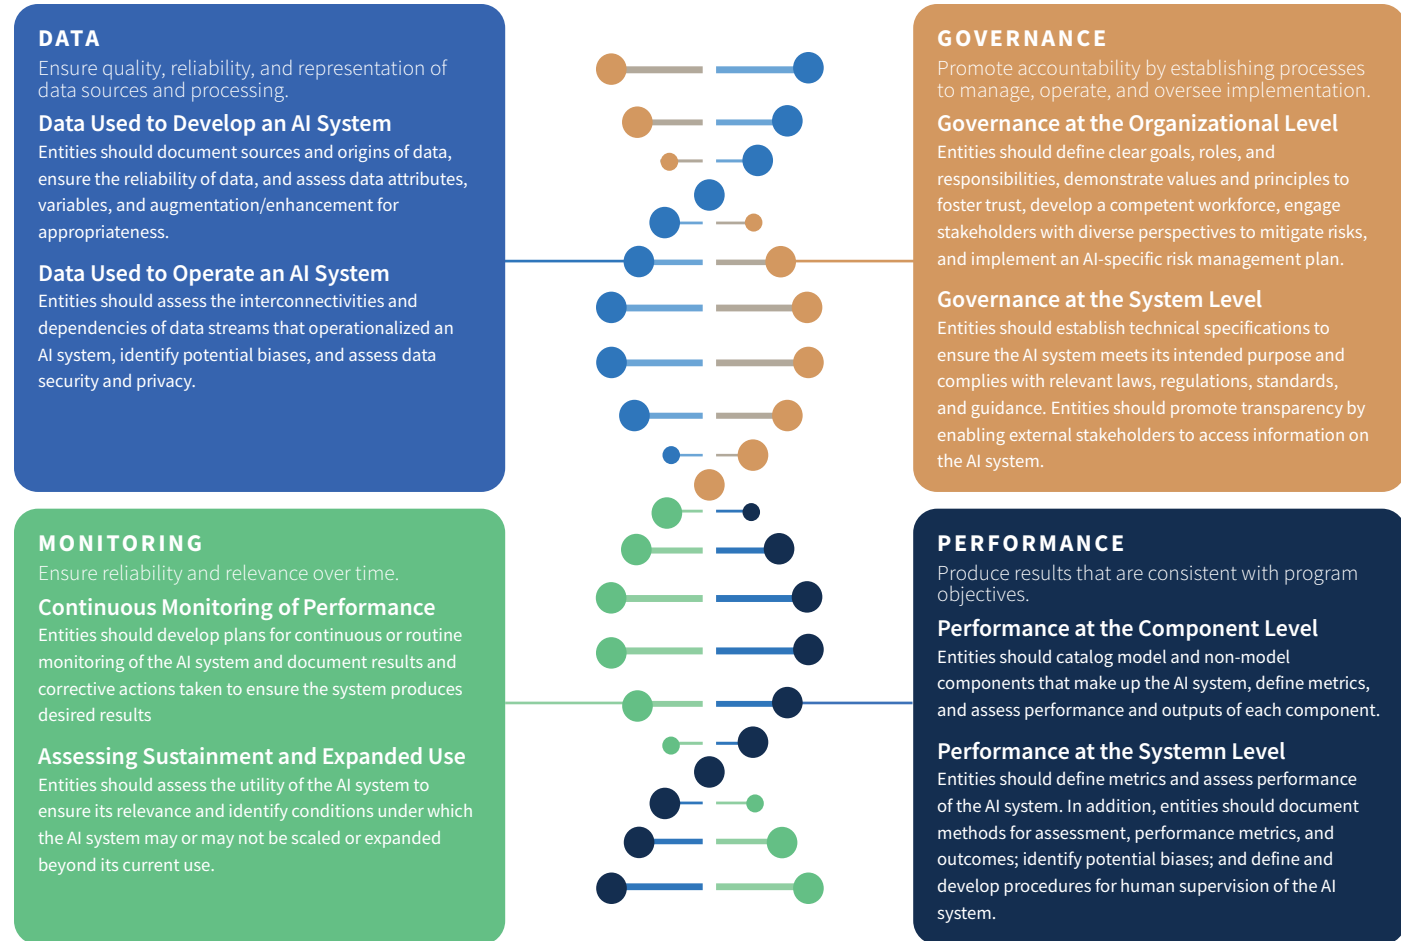 DATA
Ensure quality, reliability, and representation of
data sources and processing.
Data Used to Develop an AI System
Entities should document sources and origins of data,
ensure the reliability of data, and assess data attributes,
variables, and augmentation/enhancement for
appropriateness.
Data Used to Operate an AI System
Entities should assess the interconnectivities and
dependencies of data streams that operationalized an
AI system, identify potential biases, and assess data
security and privacy.
GOVERNANCE
Promote accountability by establishing processes
to manage, operate, and oversee implementation.
Governance at the Organizational Level
Entities should define clear goals, roles, and
responsibilities, demonstrate values and principles to
foster trust, develop a competent workforce, engage
stakeholders with diverse perspectives to mitigate risks,
and implement an AI-specific risk management plan.
Governance at the System Level
Entities should establish technical specifications to
ensure the AI system meets its intended purpose and
complies with relevant laws, regulations, standards,
and guidance. Entities should promote transparency by
enabling external stakeholders to access information on
the AI system.
MONITORING
Ensure reliability and relevance over time.
Continuous Monitoring of Performance
Entities should develop plans for continuous or routine
monitoring of the AI system and document results and
corrective actions taken to ensure the system produces
desired results
Assessing Sustainment and Expanded Use
Entities should assess the utility of the AI system to
ensure its relevance and identify conditions under which
the AI system may or may not be scaled or expanded
beyond its current use.
PERFORMANCE
Produce results that are consistent with program
objectives.
Performance at the Component Level
Entities should catalog model and non-model
components that make up the AI system, define metrics,
and assess performance and outputs of each component.
Performance at the Systemn Level
Entities should define metrics and assess performance
of the AI system. In addition, entities should document
methods for assessment, performance metrics, and
outcomes; identify potential biases; and define and
develop procedures for human supervision of the AI
system.